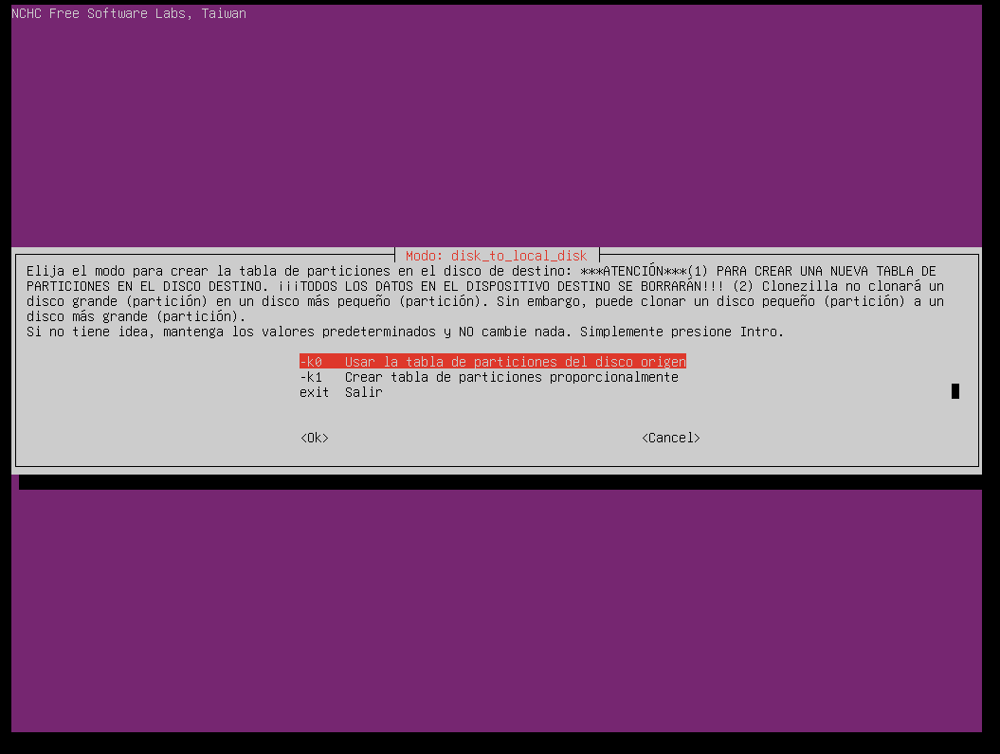 NCHC Free Software Labs, Taiwan
Modo: disk_to_local_disk
Elija el modo para crear la tabla de particiones en el disco de destino: ***ATENCIÓN***(1) PARA CREAR UNA NUEVA TABLA DE
PARTICIONES EN EL DISCO DESTINO. ¡¡¡TODOS LOS DATOS EN EL DISPOSITIVO DESTINO SE BORRARÁN!!! (2) Clonezilla no clonará un
disco grande (partición) en un disco más pequeño (partición). Sin embargo, puede clonar un disco pequeño (partición) a un
disco más grande (partición).
Si no tiene idea, mantenga los valores predeterminados y NO cambie nada. Simplemente presione Intro.
-k0 Usar la tabla de particiones del disco origen
-k1 Crear tabla de particiones proporcionalmente
exit Salir
<Ok> <Cancel>